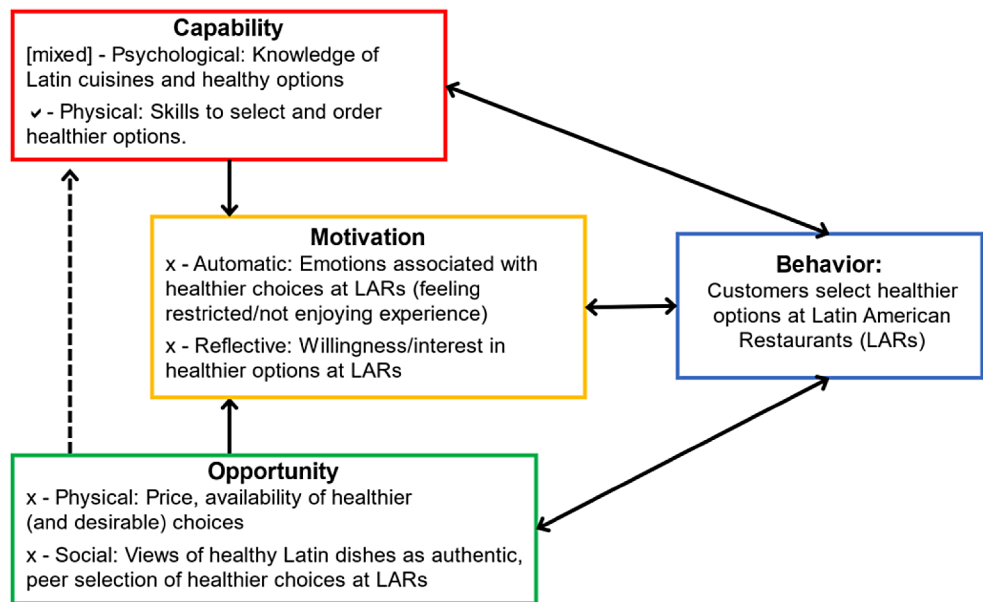 Capability
[mixed] - Psychological: Knowledge of
Latin cuisines and healthy options
✓- Physical: Skills to select and order
healthier options.
Motivation
x - Automatic: Emotions associated with
healthier choices at LARs (feeling
restricted/not enjoying experience)
x - Reflective: Willingness/interest in
healthier options at LARs
Behavior:
Customers select healthier
options at Latin American
Restaurants (LARs)
Opportunity
x - Physical: Price, availability of healthier
(and desirable) choices
x - Social: Views of healthy Latin dishes as authentic,
peer selection of healthier choices at LARs